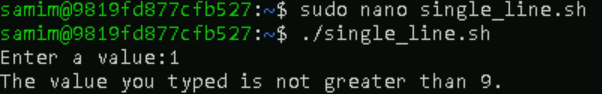 samim@9819fd877cfb527:~$ sudo nano single_line.sh
samim@9819fd877cfb527:~$ ./single_line.sh
Enter a value:1
The value you typed is not greater than 9.